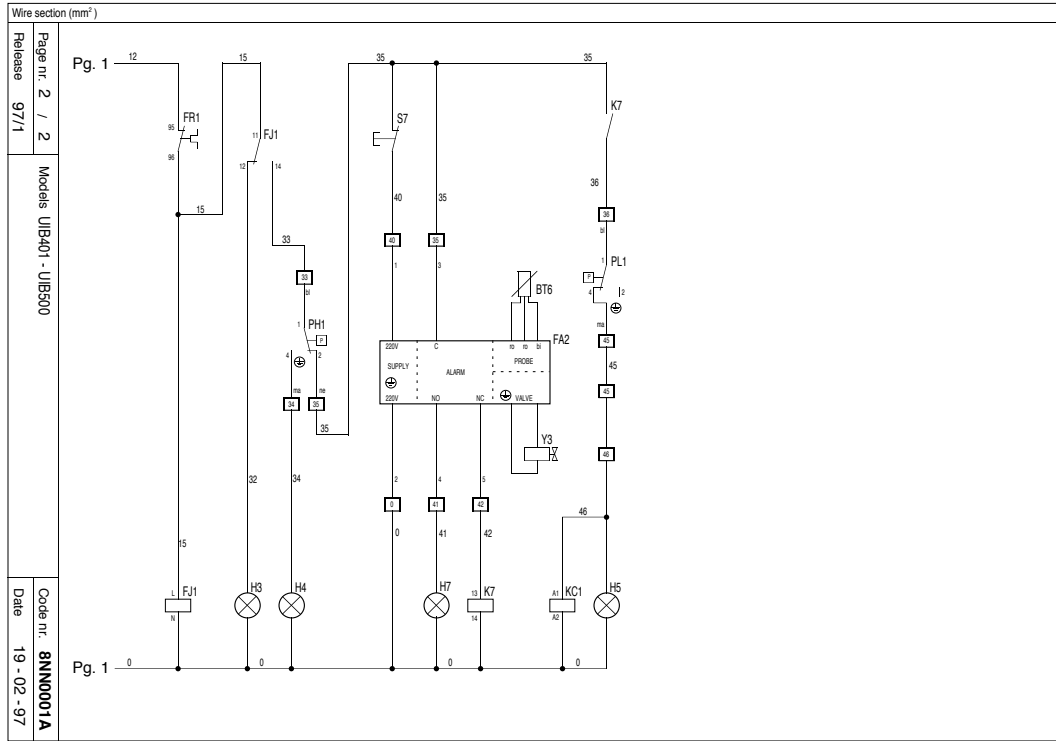 Wire section (mm²)
Page nr. 2 / 2
Release 97/1
Models UIB401 - UIB500
Code nr. 8NN0001A
Date 19 - 02 - 97
Pg. 1
12
15
35
35
FR1
95
96
11
FJ1
12
14
S7
K7
15
33
33
bl
40
35
36
36
bl
40
35
1
3
1
PH1
P
4
2
1
PL1
P
4
2
BT6
ma
ne
34
35
35
ro
ro
bi
FA2
220V
C
SUPPLY
ALARM
PROBE
220V
NO
NC
VALVE
ma
45
45
45
46
Y3
32
34
2
4
5
0
41
42
0
41
42
46
15
L
FJ1
N
H3
H4
H7
13
K7
14
A1
KC1
A2
H5
Pg. 1
0
0
0
0